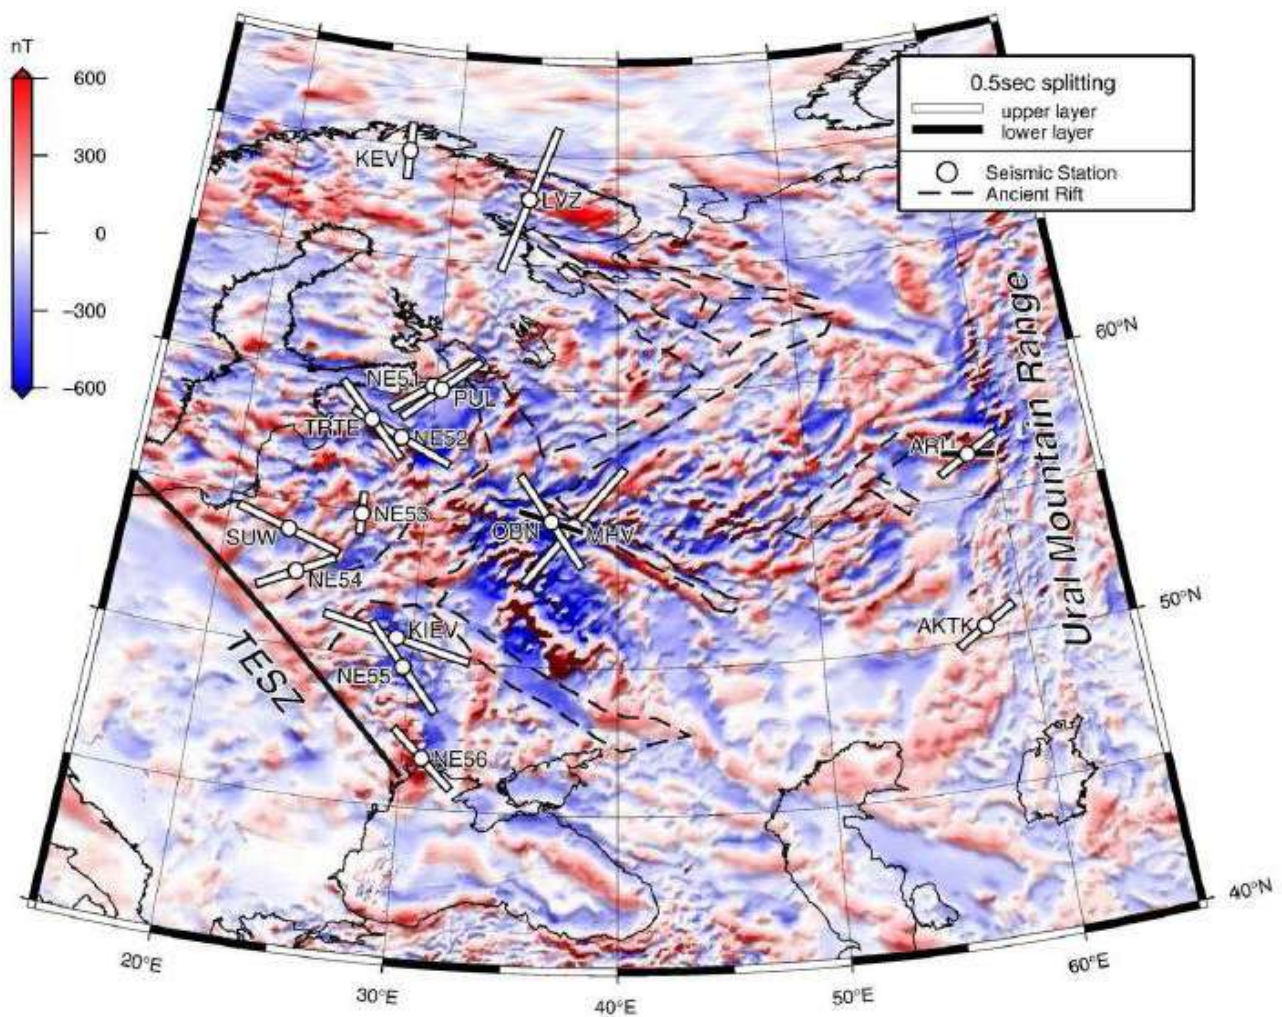 nT
600
300
0
−300
−600
0.5sec splitting
upper layer
lower layer
Seismic Station
Ancient Rift
KEV
LVZ
60°N
Ural Mountain Range
NE51
PUL
TRTE
NE52
ARU
NE53
SUW
OBN
MHV
NE54
50°N
KIEV
AKTK
TESZ
NE55
NE56
40°N
20°E
30°E
40°E
50°E
60°E